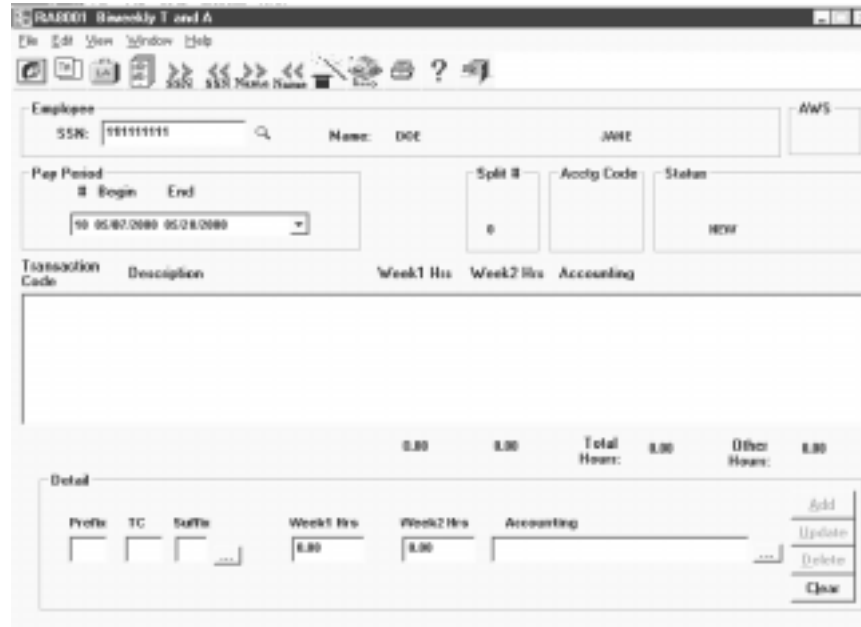 RA8001 Biweekly T and A
File Edit View Window Help
SSN SSN Name Name
Employee
AWS
SSN: 191111111
Name: DOE JANE
Pay Period
# Begin End
10 05/07/2000 05/20/2000
Split #
0
Acctg Code
Status
NEW
Transaction Code
Description
Week1 Hrs
Week2 Hrs
Accounting
0.00 0.00 Total Hours: 0.00 Other Hours: 0.00
Detail
Prefix TC Suffix Week1 Hrs Week2 Hrs Accounting
... 0.00 0.00 ...
Add
Update
Delete
Clear